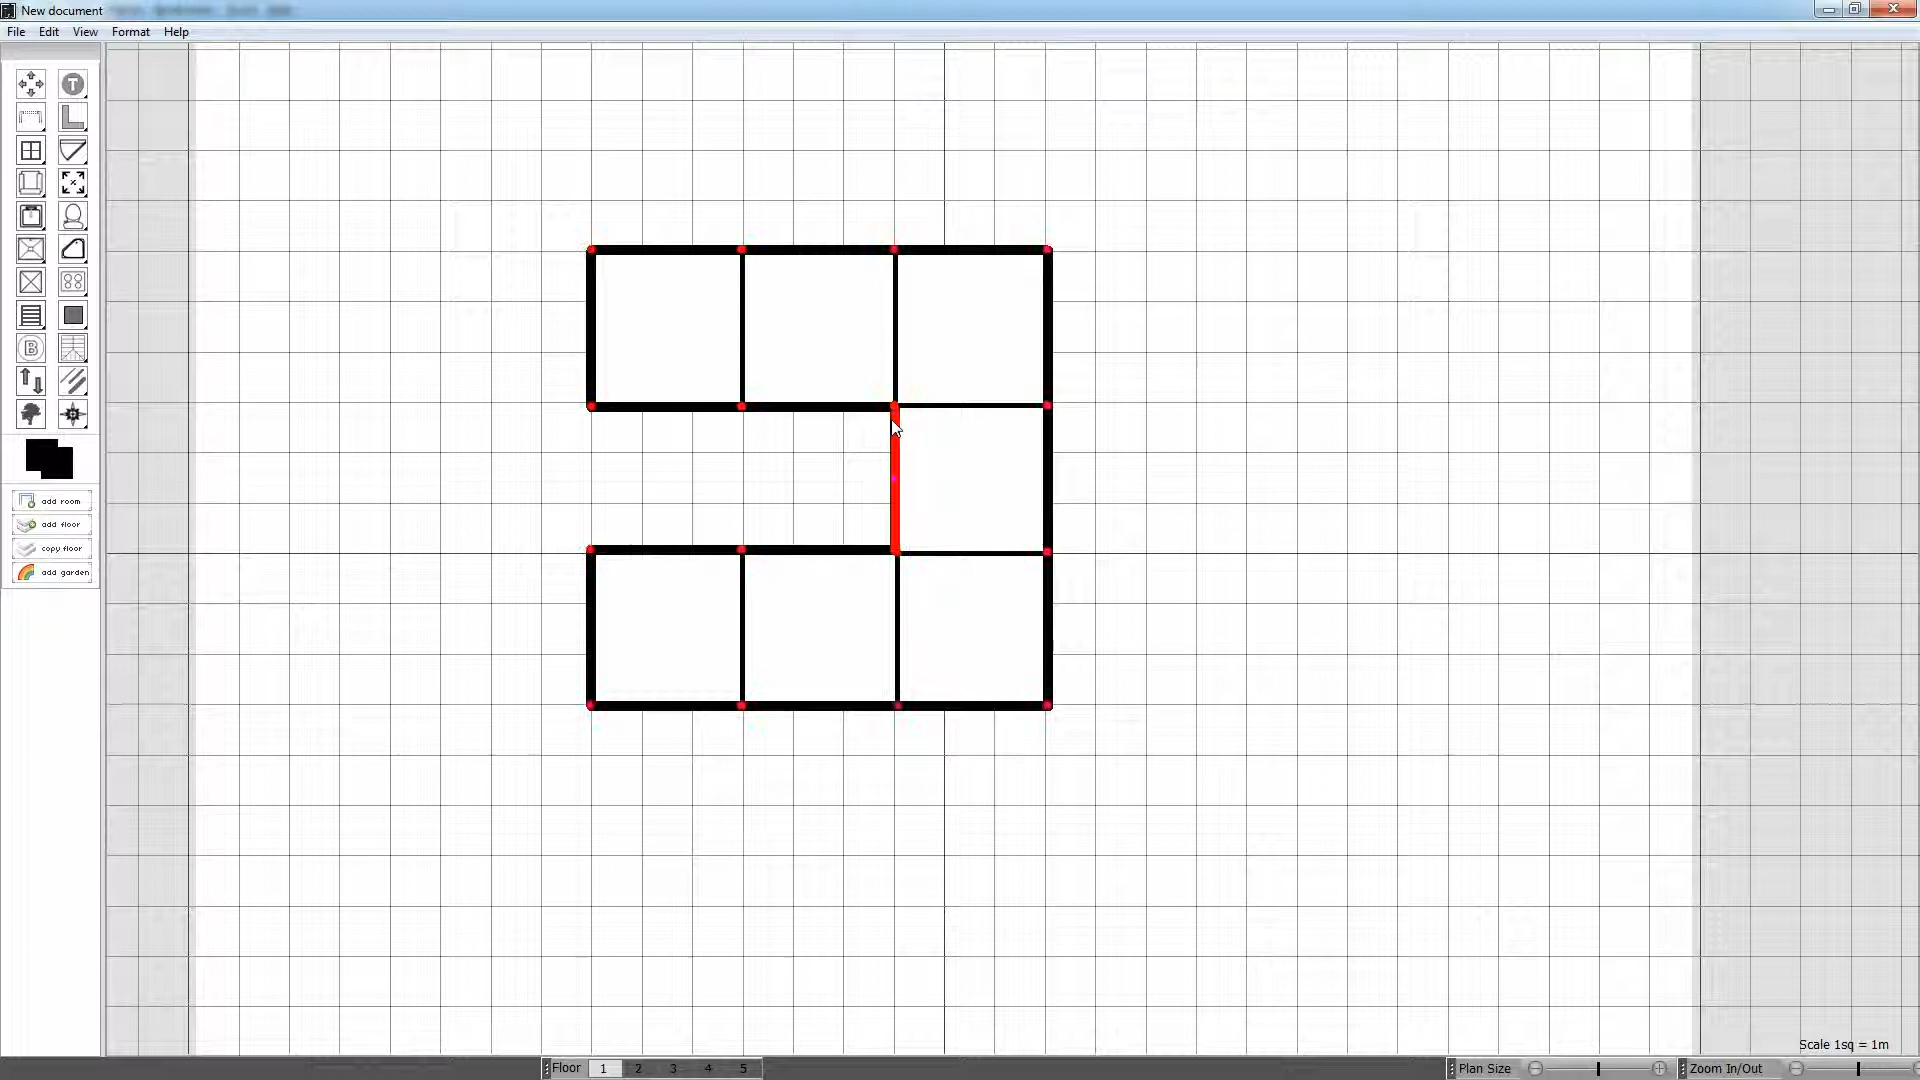 New document
File Edit View Format Help
T
B
add room
add floor
copy floor
add garden
Scale 1sq = 1m
Floor 1 2 3 4 5
Plan Size
Zoom In/Out